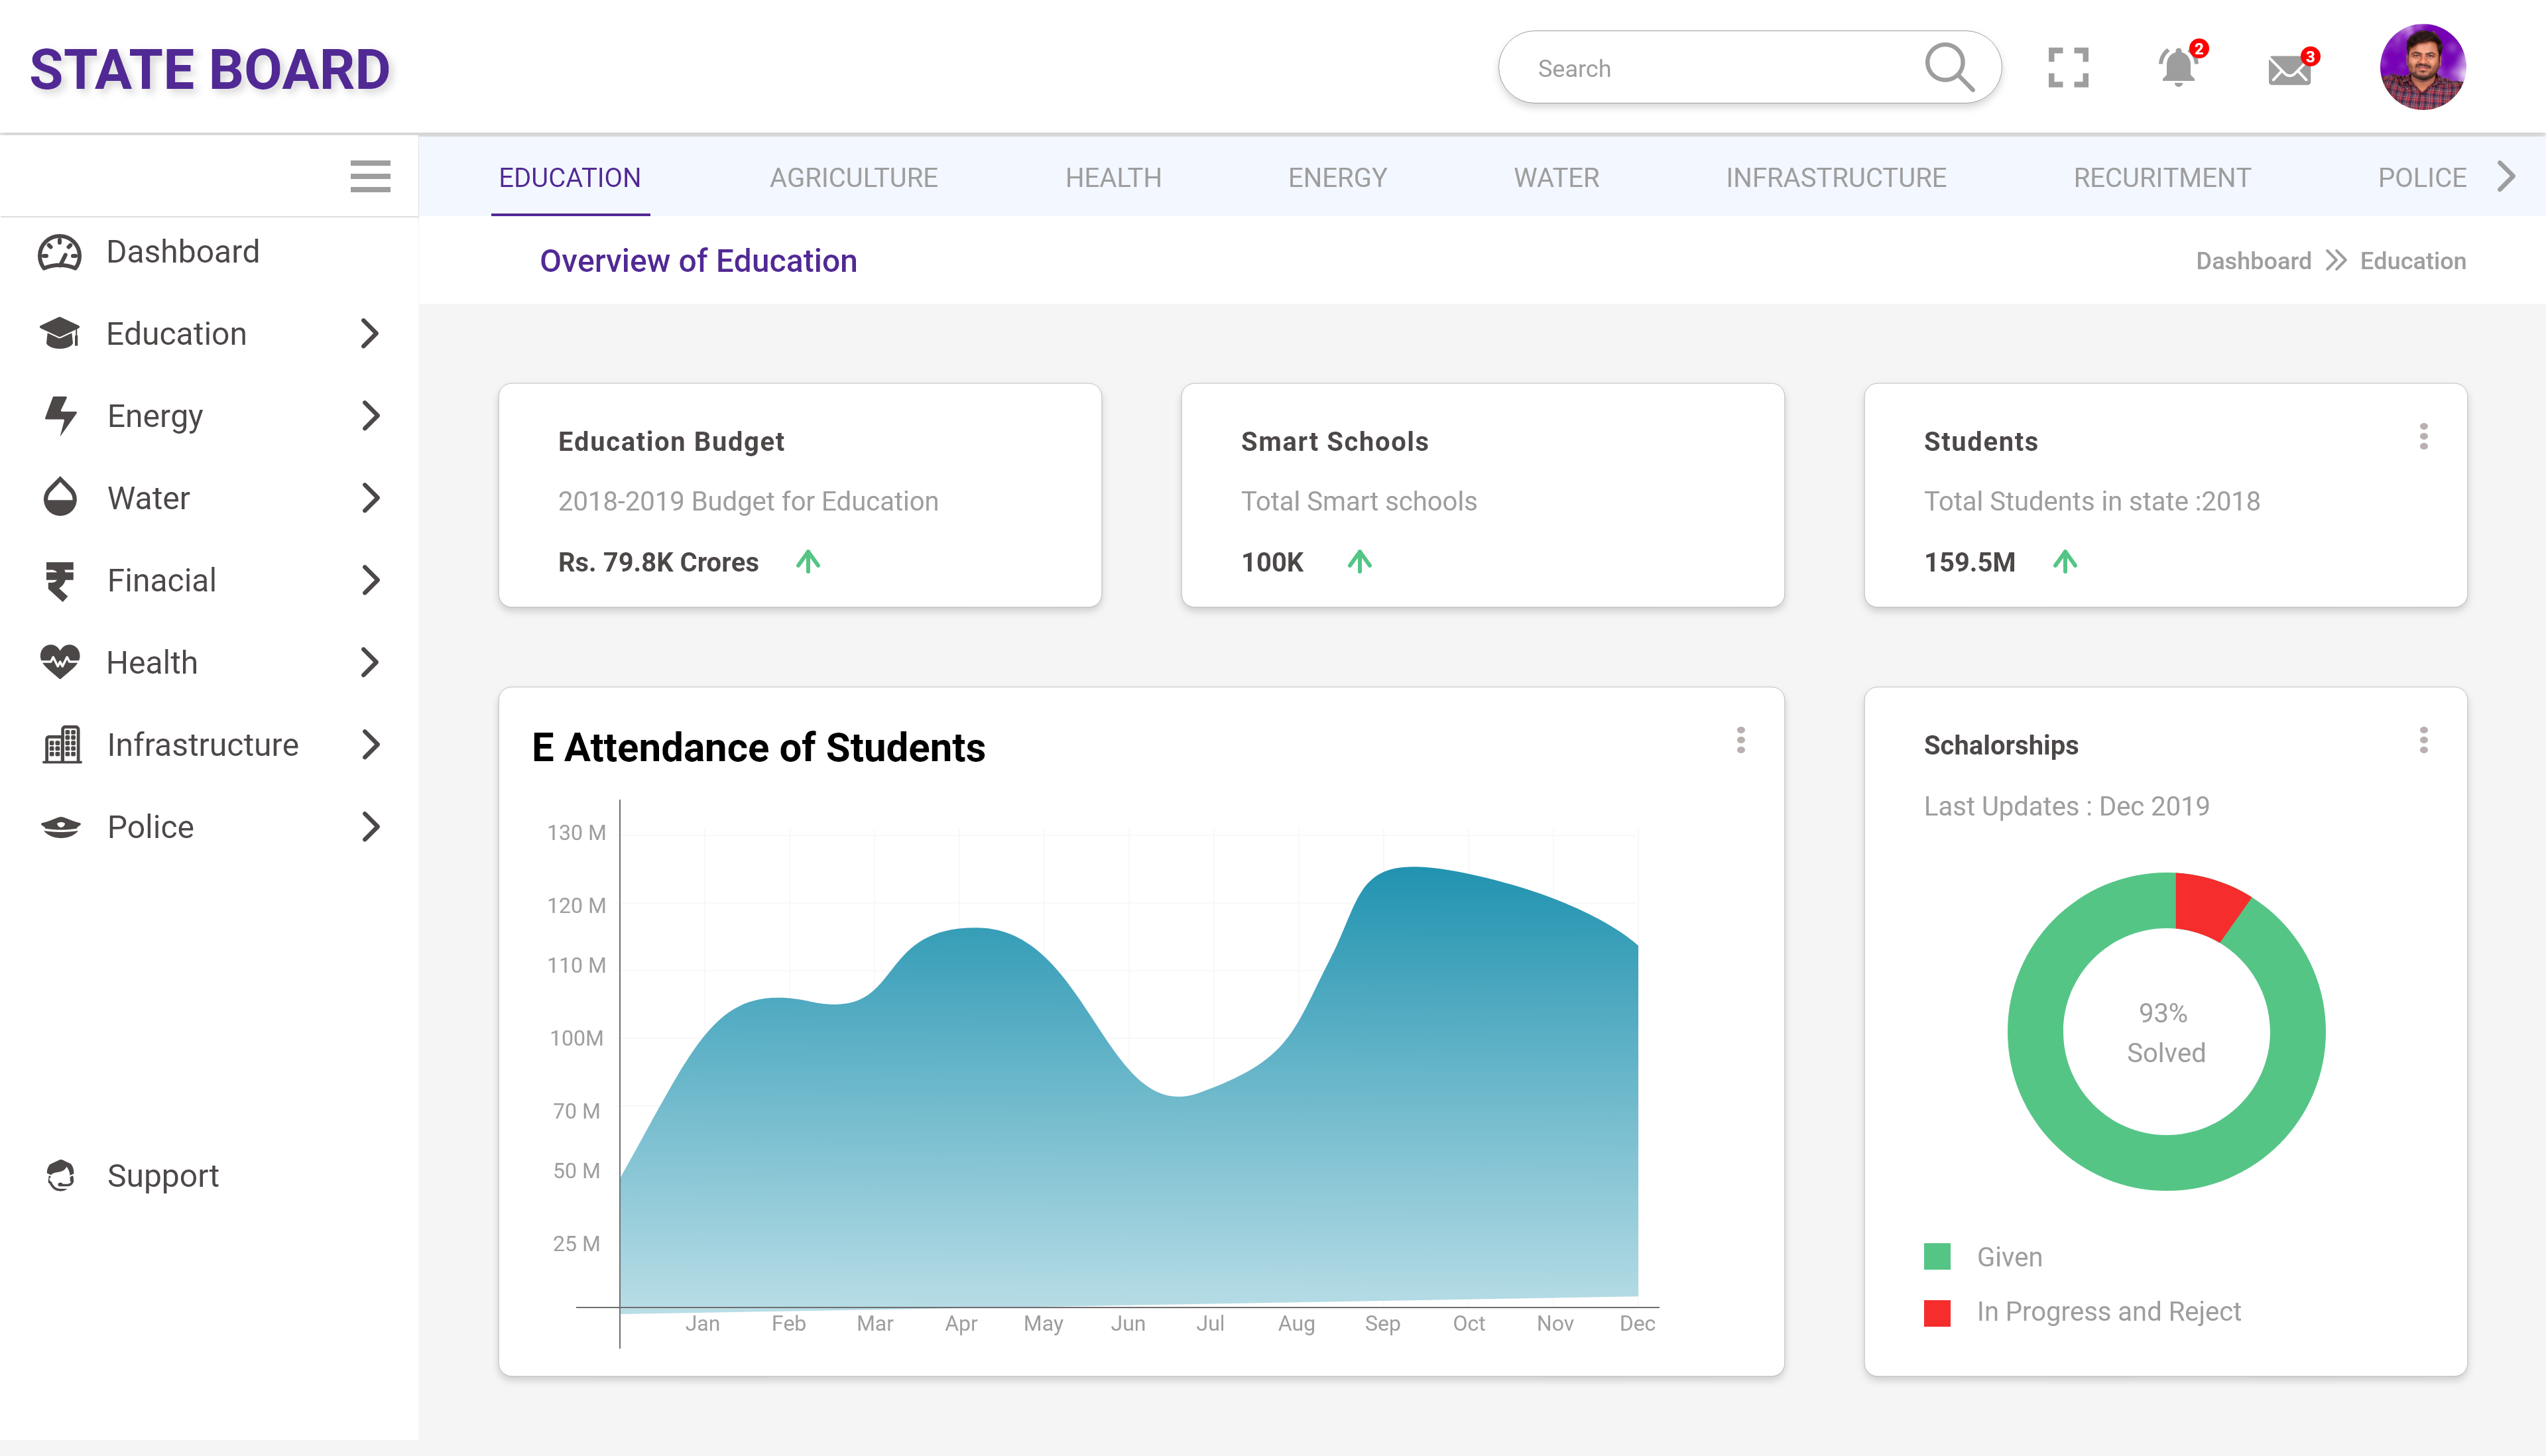 STATE BOARD
Search
2
3
EDUCATION AGRICULTURE HEALTH ENERGY WATER INFRASTRUCTURE RECURITMENT POLICE
Overview of Education
Dashboard Education
Dashboard
Education
Energy
Water
Finacial
Health
Infrastructure
Police
Support
Education Budget
2018-2019 Budget for Education
Rs. 79.8K Crores
Smart Schools
Total Smart schools
100K
Students
Total Students in state :2018
159.5M
E Attendance of Students
130 M
120 M
110 M
100M
70 M
50 M
25 M
Jan Feb Mar Apr May Jun Jul Aug Sep Oct Nov Dec
Schalorships
Last Updates : Dec 2019
93%
Solved
Given
In Progress and Reject